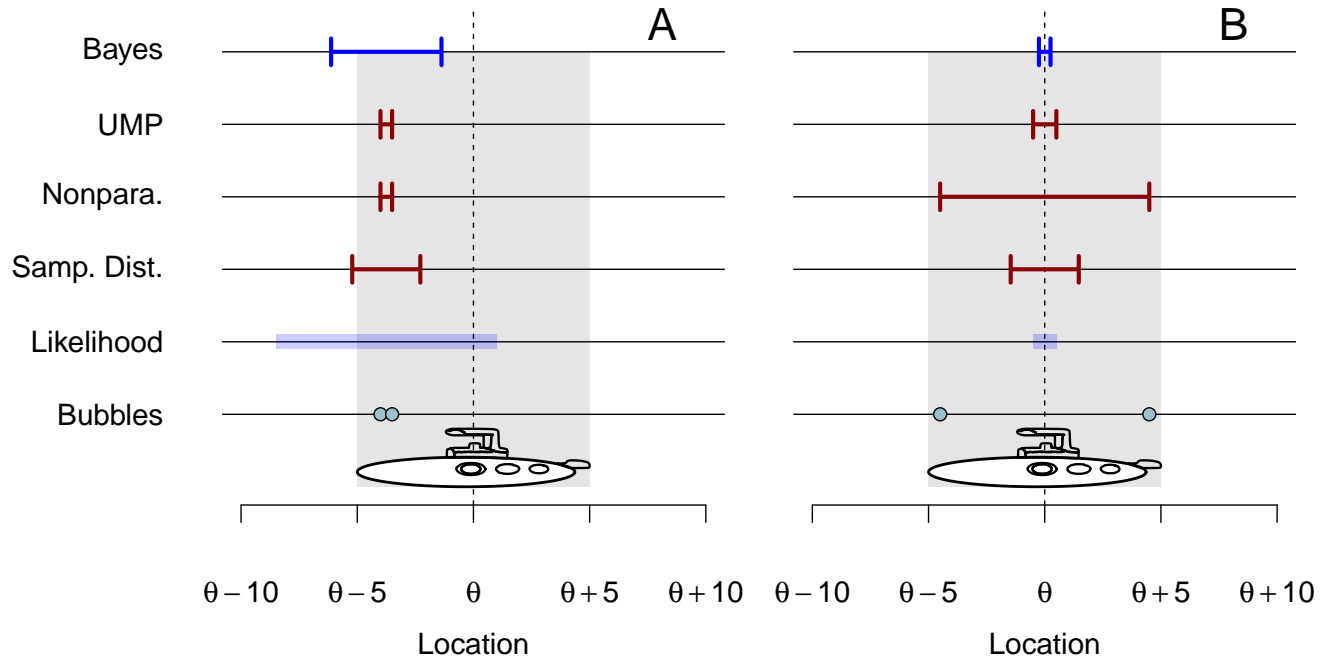 A
B
Bayes
UMP
Nonpara.
Samp. Dist.
Likelihood
Bubbles
θ − 10 θ − 5 θ θ + 5 θ + 10
θ − 10 θ − 5 θ θ + 5 θ + 10
Location
Location